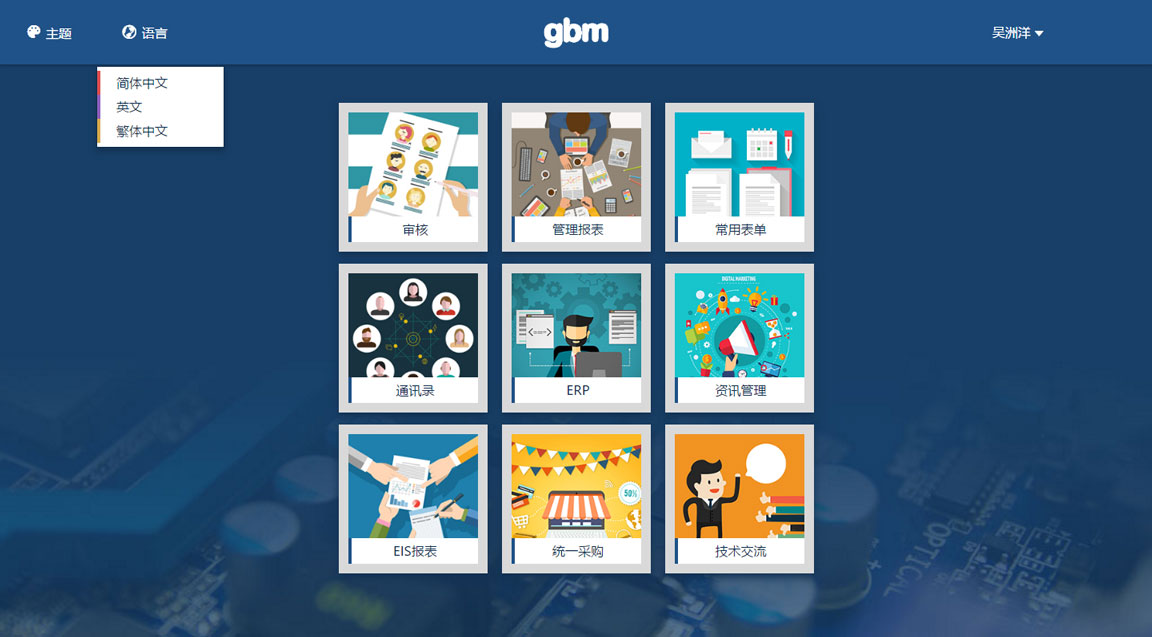 主题
语言
gbm
吴洲洋
简体中文
英文
繁体中文
审核
管理报表
常用表单
通讯录
ERP
DIGITAL MARKETING
资讯管理
50%
EIS报表
统一采购
技术交流
OPTICAL